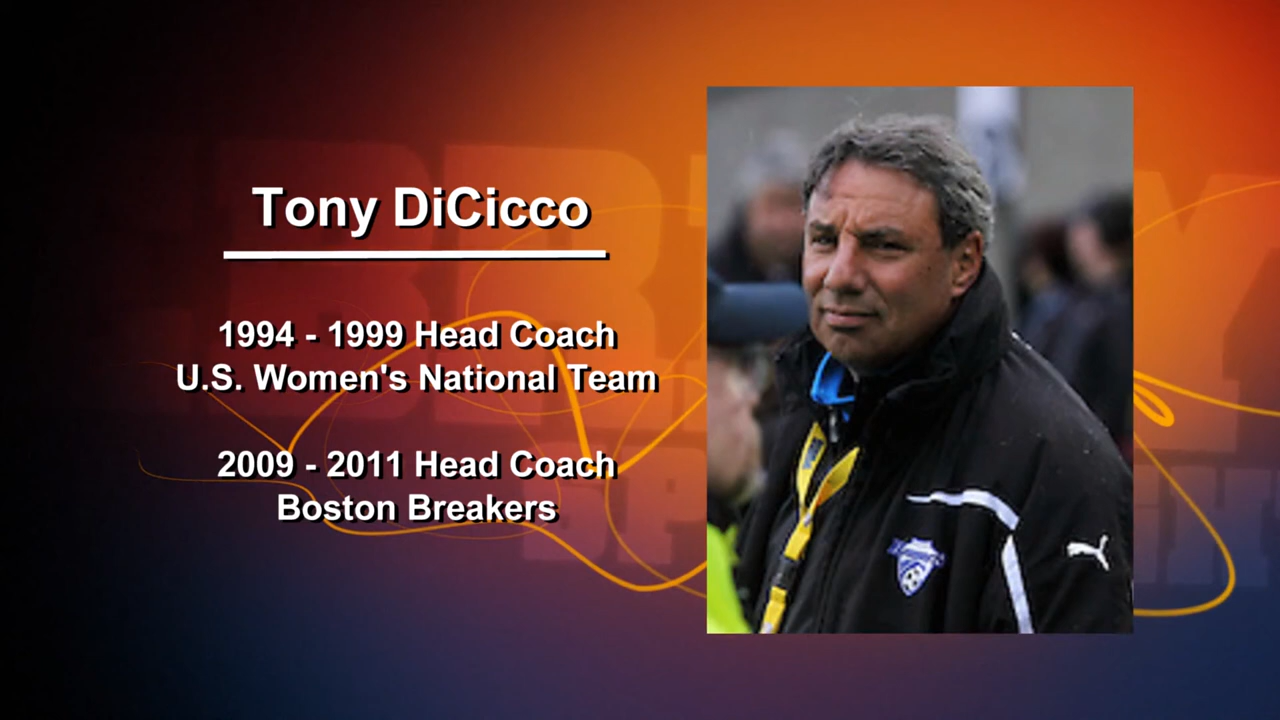 Tony DiCicco
1994 - 1999 Head Coach
U.S. Women's National Team
2009 - 2011 Head Coach
Boston Breakers